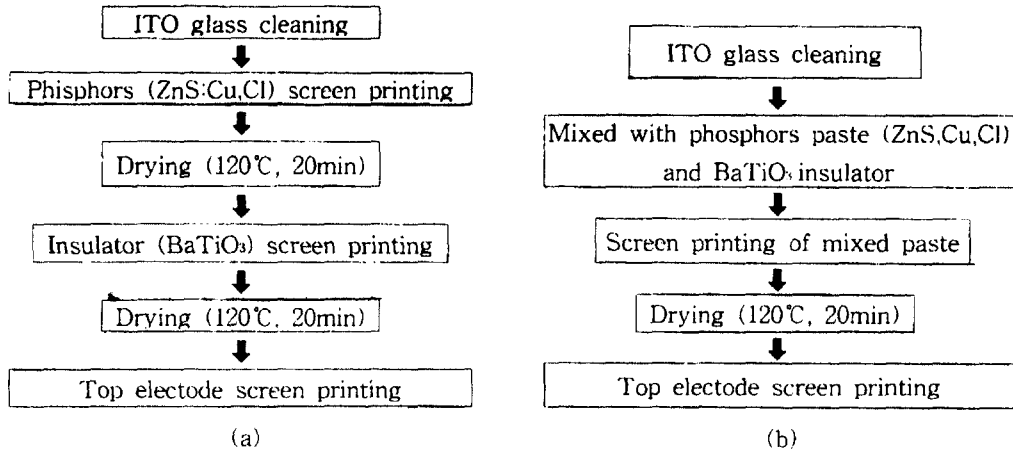 ITO glass cleaning
Phisphors (ZnS:Cu,Cl) screen printing
Drying (120℃, 20min)
Insulator (BaTiO₃) screen printing
Drying (120℃, 20min)
Top electode screen printing
(a)
ITO glass cleaning
Mixed with phosphors paste (ZnS,Cu,Cl)
and BaTiO₃ insulator
Screen printing of mixed paste
Drying (120℃, 20min)
Top electode screen printing
(b)